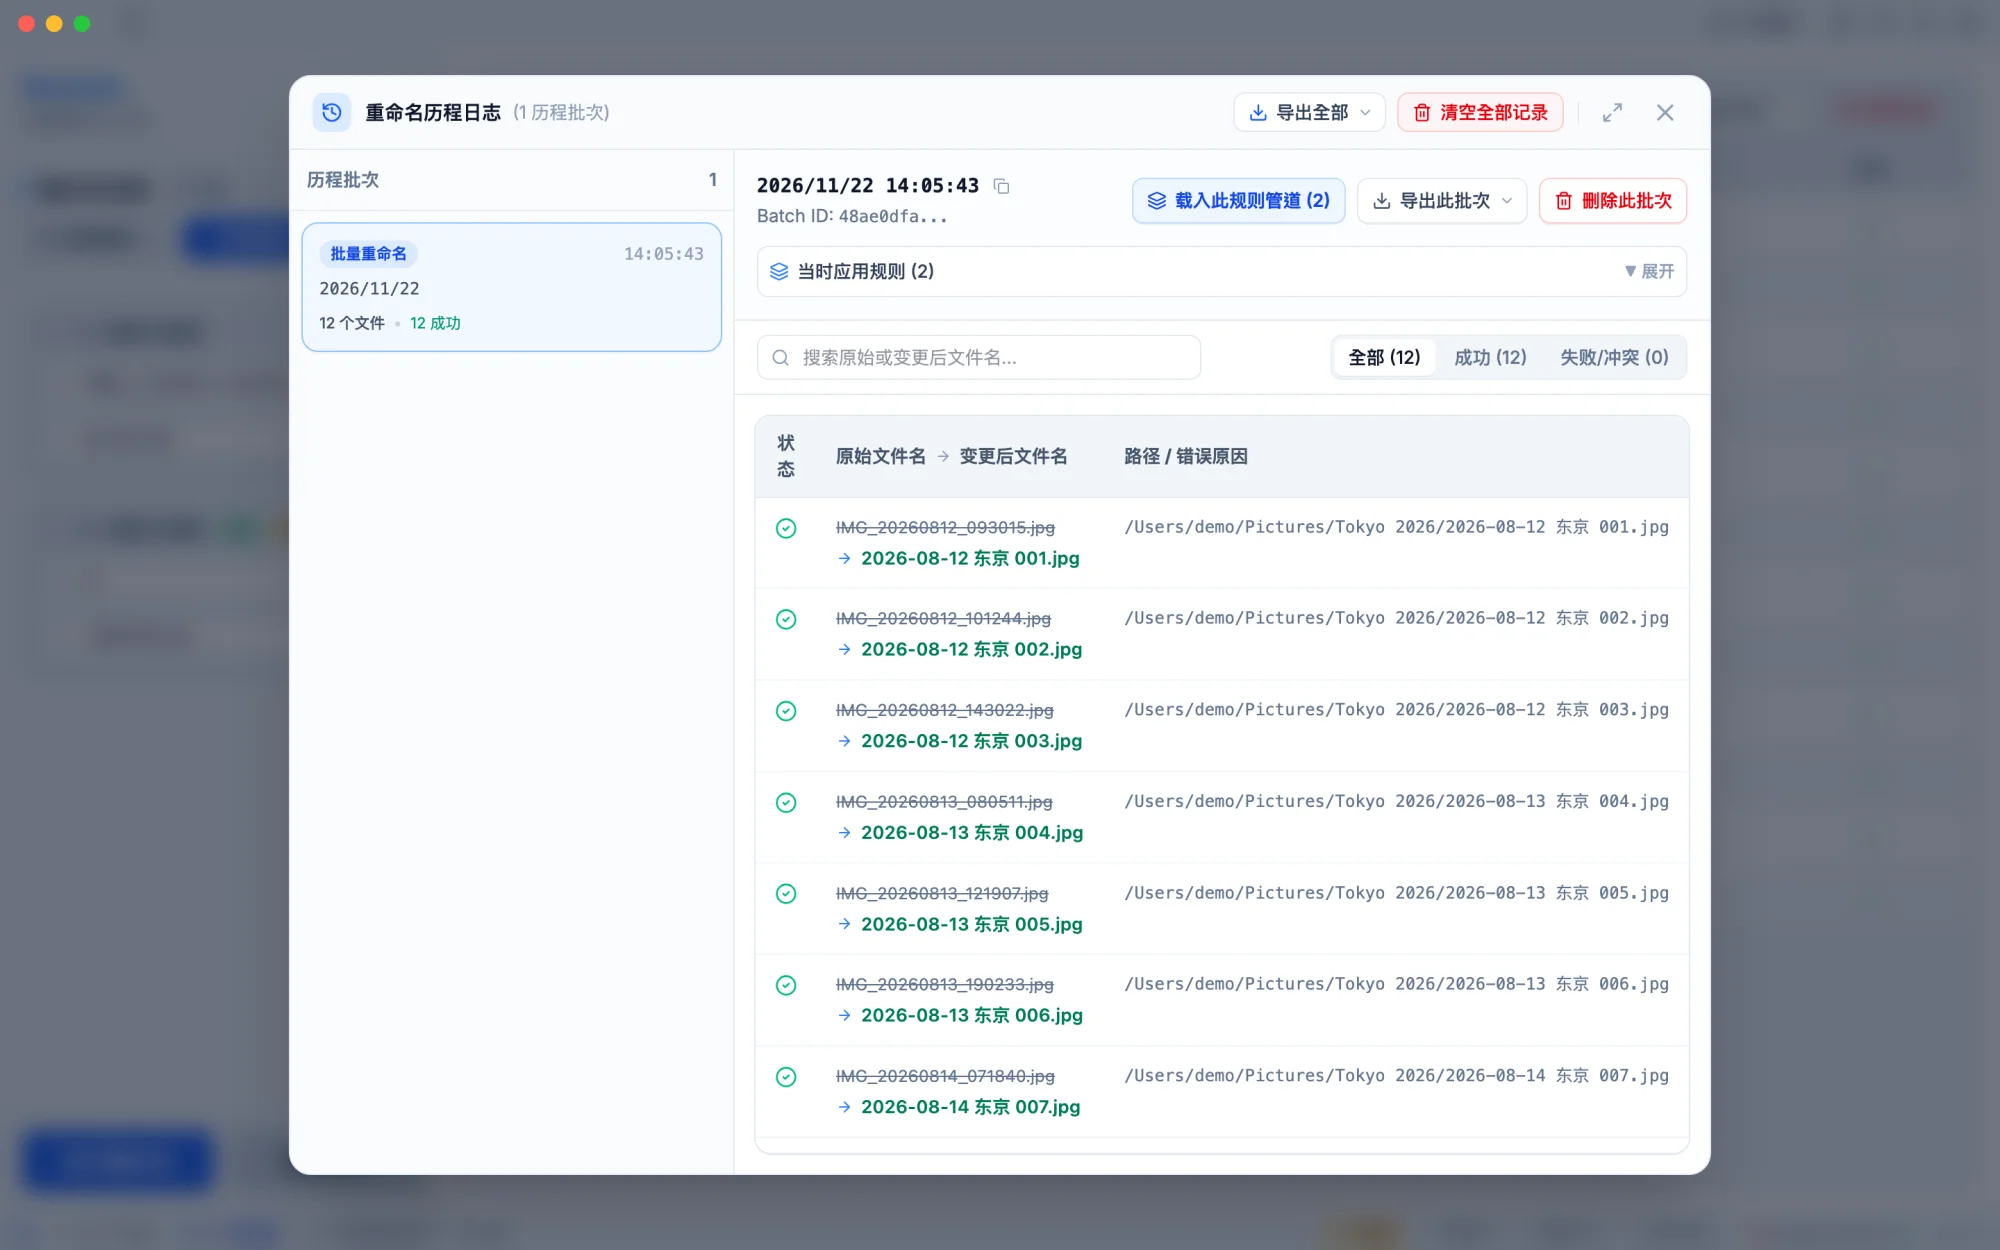 重命名历程日志 (1 历程批次)
导出全部
清空全部记录
历程批次 1
批量重命名 14:05:43
2026/11/22
12 个文件 • 12 成功
2026/11/22 14:05:43
Batch ID: 48ae0dfa...
载入此规则管道 (2)
导出此批次
删除此批次
当时应用规则 (2)
▼展开
搜索原始或变更后文件名...
全部 (12) 成功 (12) 失败/冲突 (0)
状态 原始文件名 → 变更后文件名 路径 / 错误原因
IMG_20260812_093015.jpg /Users/demo/Pictures/Tokyo 2026/2026-08-12 东京 001.jpg
→ 2026-08-12 东京 001.jpg
IMG_20260812_101244.jpg /Users/demo/Pictures/Tokyo 2026/2026-08-12 东京 002.jpg
→ 2026-08-12 东京 002.jpg
IMG_20260812_143022.jpg /Users/demo/Pictures/Tokyo 2026/2026-08-12 东京 003.jpg
→ 2026-08-12 东京 003.jpg
IMG_20260813_080511.jpg /Users/demo/Pictures/Tokyo 2026/2026-08-13 东京 004.jpg
→ 2026-08-13 东京 004.jpg
IMG_20260813_121907.jpg /Users/demo/Pictures/Tokyo 2026/2026-08-13 东京 005.jpg
→ 2026-08-13 东京 005.jpg
IMG_20260813_190233.jpg /Users/demo/Pictures/Tokyo 2026/2026-08-13 东京 006.jpg
→ 2026-08-13 东京 006.jpg
IMG_20260814_071840.jpg /Users/demo/Pictures/Tokyo 2026/2026-08-14 东京 007.jpg
→ 2026-08-14 东京 007.jpg